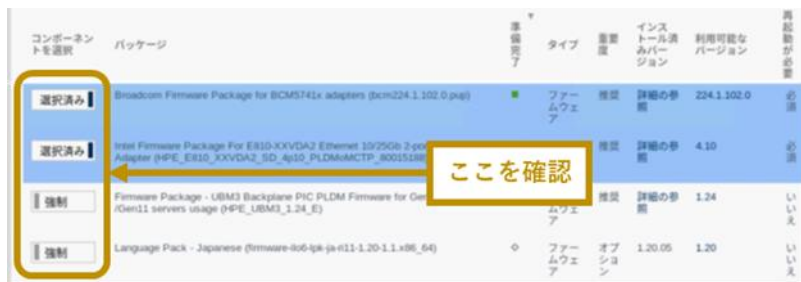 コンポーネン
トを選択
パッケージ
準備完了
タイプ
重要
度
インス
トール済
みバー
ジョン
利用可能な
バージョン
再起動が必要
選択済み
Broadcom Firmware Package for BCM5741x adapters (bcm224.1.102.0.pup)
ファー
ムウェ
ア
推奨
詳細の参
照
224.1.102.0
必須
選択済み
Intel Firmware Package For E810-XXVDA2 Ethernet 10/25Gb 2-po
Adapter (HPE_E810_XXVDA2_SD_4p10_PLDMoMCTP_80015188)
推奨
詳細の参
照
4.10
必須
ここを確認
強制
Firmware Package - UBM3 Backplane PIC PLDM Firmware for Gen
/Gen11 servers usage (HPE_UBM3_1.24_E)
ムウェ
ア
推奨
詳細の参
照
1.24
いいえ
強制
Language Pack - Japanese (firmware-ilo6-lpk-ja-ri11-1.20-1.1.x86_64)
ファー
ムウェ
ア
オプ
ショ
ン
1.20.05
1.20
いいえ